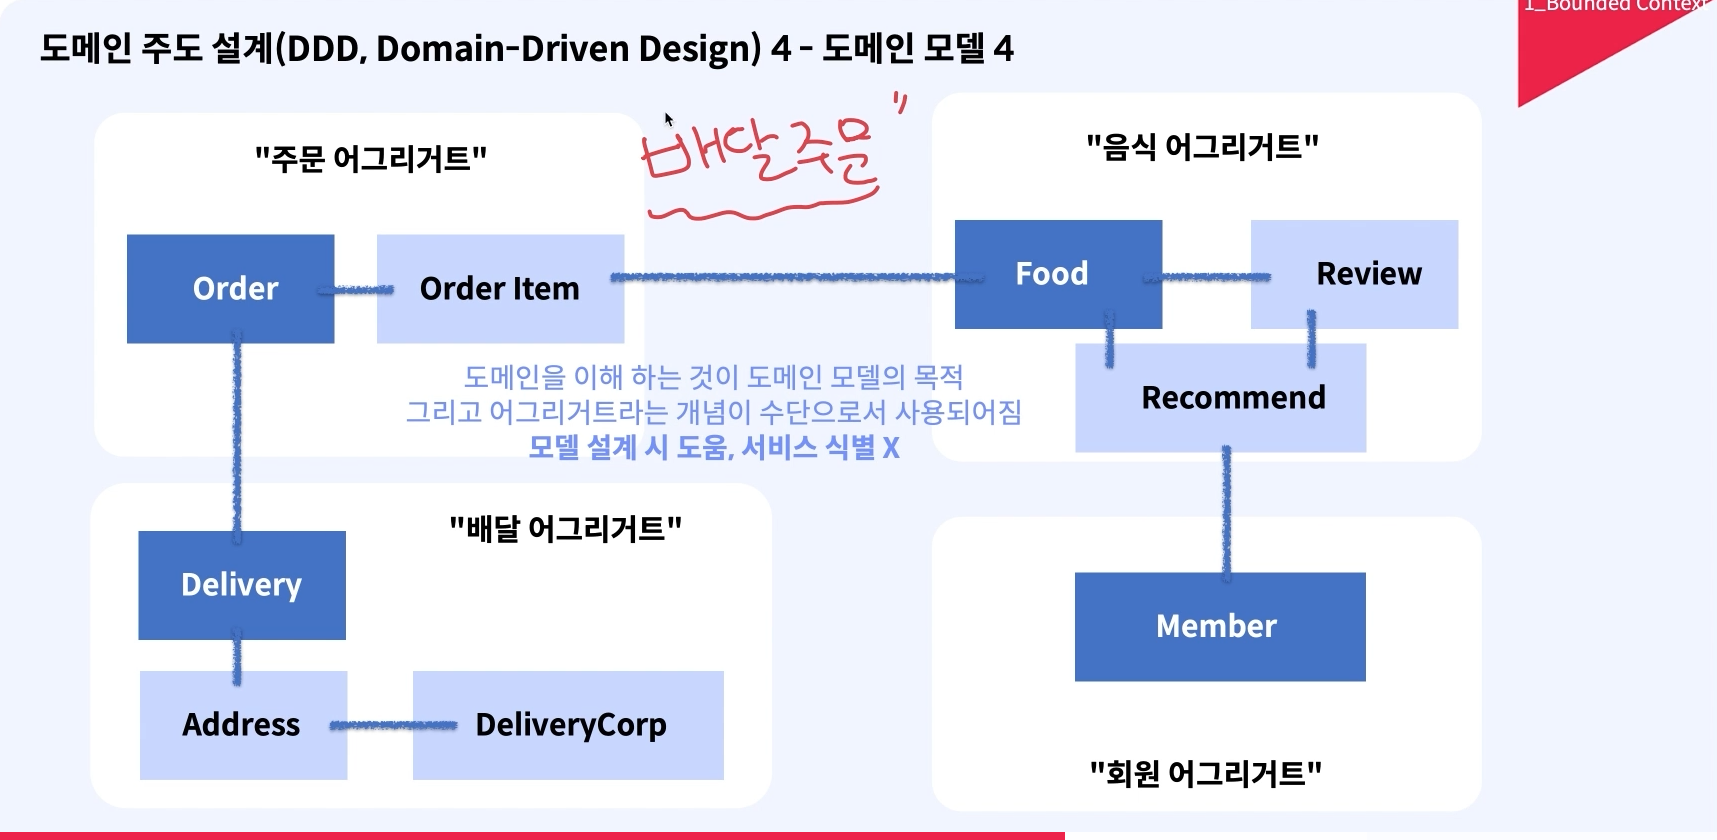 1_Bounded Context
도메인 주도 설계(DDD, Domain-Driven Design) 4 - 도메인 모델 4
배달주문"
"주문 어그리거트"
Order
Order Item
"음식 어그리거트"
Food
Review
Recommend
도메인을 이해 하는 것이 도메인 모델의 목적
그리고 어그리거트라는 개념이 수단으로서 사용되어짐
모델 설계 시 도움, 서비스 식별 X
"배달 어그리거트"
Delivery
Address
DeliveryCorp
Member
"회원 어그리거트"